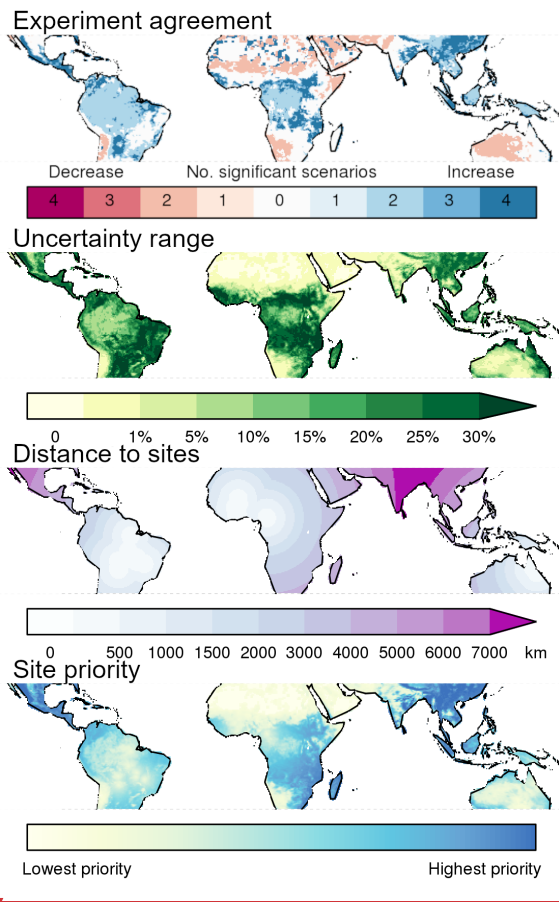 Experiment agreement
Decrease No. significant scenarios Increase
4 3 2 1 0 1 2 3 4
Uncertainty range
0 1% 5% 10% 15% 20% 25% 30%
Distance to sites
0 500 1000 1500 2000 3000 4000 5000 6000 7000 km
Site priority
Lowest priority Highest priority